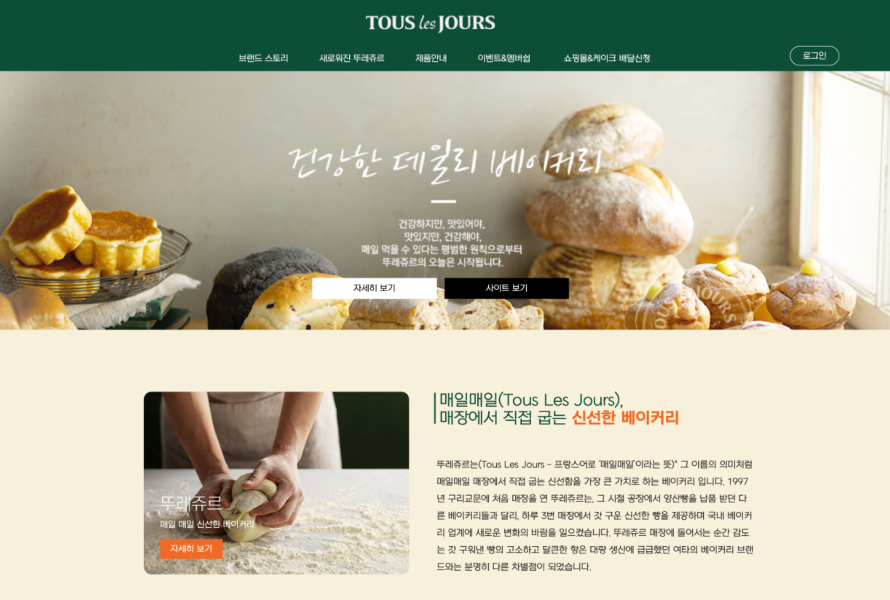 TOUS les JOURS
브랜드 스토리 새로워진 뚜레쥬르 제품안내 이벤트&멤버쉽 쇼핑몰&케이크 배달신청 로그인
건강한 데일리 베이커리
건강하지만, 맛있어야,
맛있지만, 건강해야,
매일 먹을 수 있다는 평범한 원칙으로부터
뚜레쥬르의 오늘은 시작됩니다.
자세히 보기 사이트 보기
TOUS les JOURS
매일매일(Tous Les Jours),
매장에서 직접 굽는 신선한 베이커리
뚜레쥬르
매일 매일 신선한 베이커리
자세히 보기
뚜레쥬르는(Tous Les Jours - 프랑스어로 '매일매일'이라는 뜻)" 그 이름의 의미처럼
매일매일 매장에서 직접 굽는 신선함을 가장 큰 가치로 하는 베이커리 입니다. 1997
년 구리교문에 처음 매장을 연 뚜레쥬르는, 그 시절 공장에서 양산빵을 납품 받던 다
른 베이커리들과 달리, 하루 3번 매장에서 갓 구운 신선한 빵을 제공하며 국내 베이커
리 업계에 새로운 변화의 바람을 일으켰습니다. 뚜레쥬르 매장에 들어서는 순간 감도
는 갓 구워낸 빵의 고소하고 달큰한 향은 대량 생산에 급급했던 여타의 베이커리 브랜
드와는 분명히 다른 차별점이 되었습니다.